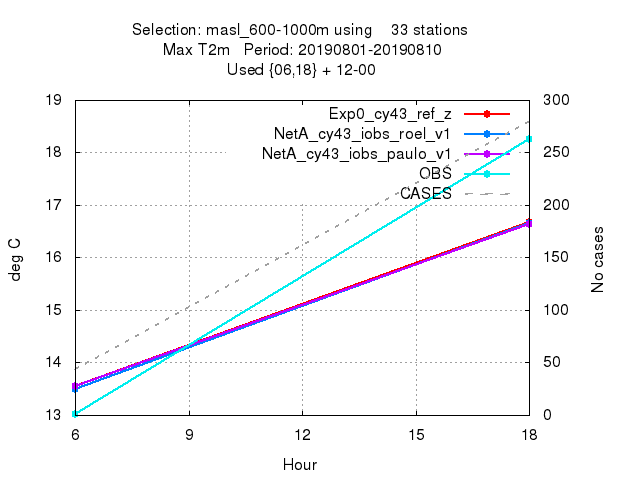 Selection: masl_600-1000m using    33 stations
Max T2m   Period: 20190801-20190810
Used {06,18} + 12-00
Exp0_cy43_ref_z
NetA_cy43_iobs_roel_v1
NetA_cy43_iobs_paulo_v1
OBS
CASES
19 300
18 250
17 200
16 150
15 100
14 50
13 0
deg C
No cases
6 9 12 15 18
Hour